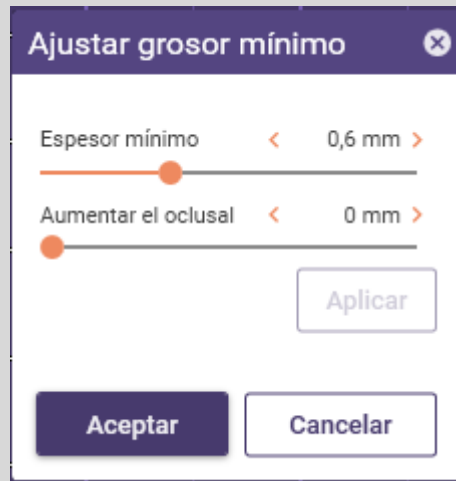 Ajustar grosor mínimo
Espesor mínimo < 0,6 mm >
Aumentar el oclusal < 0 mm >
Aplicar
Aceptar Cancelar